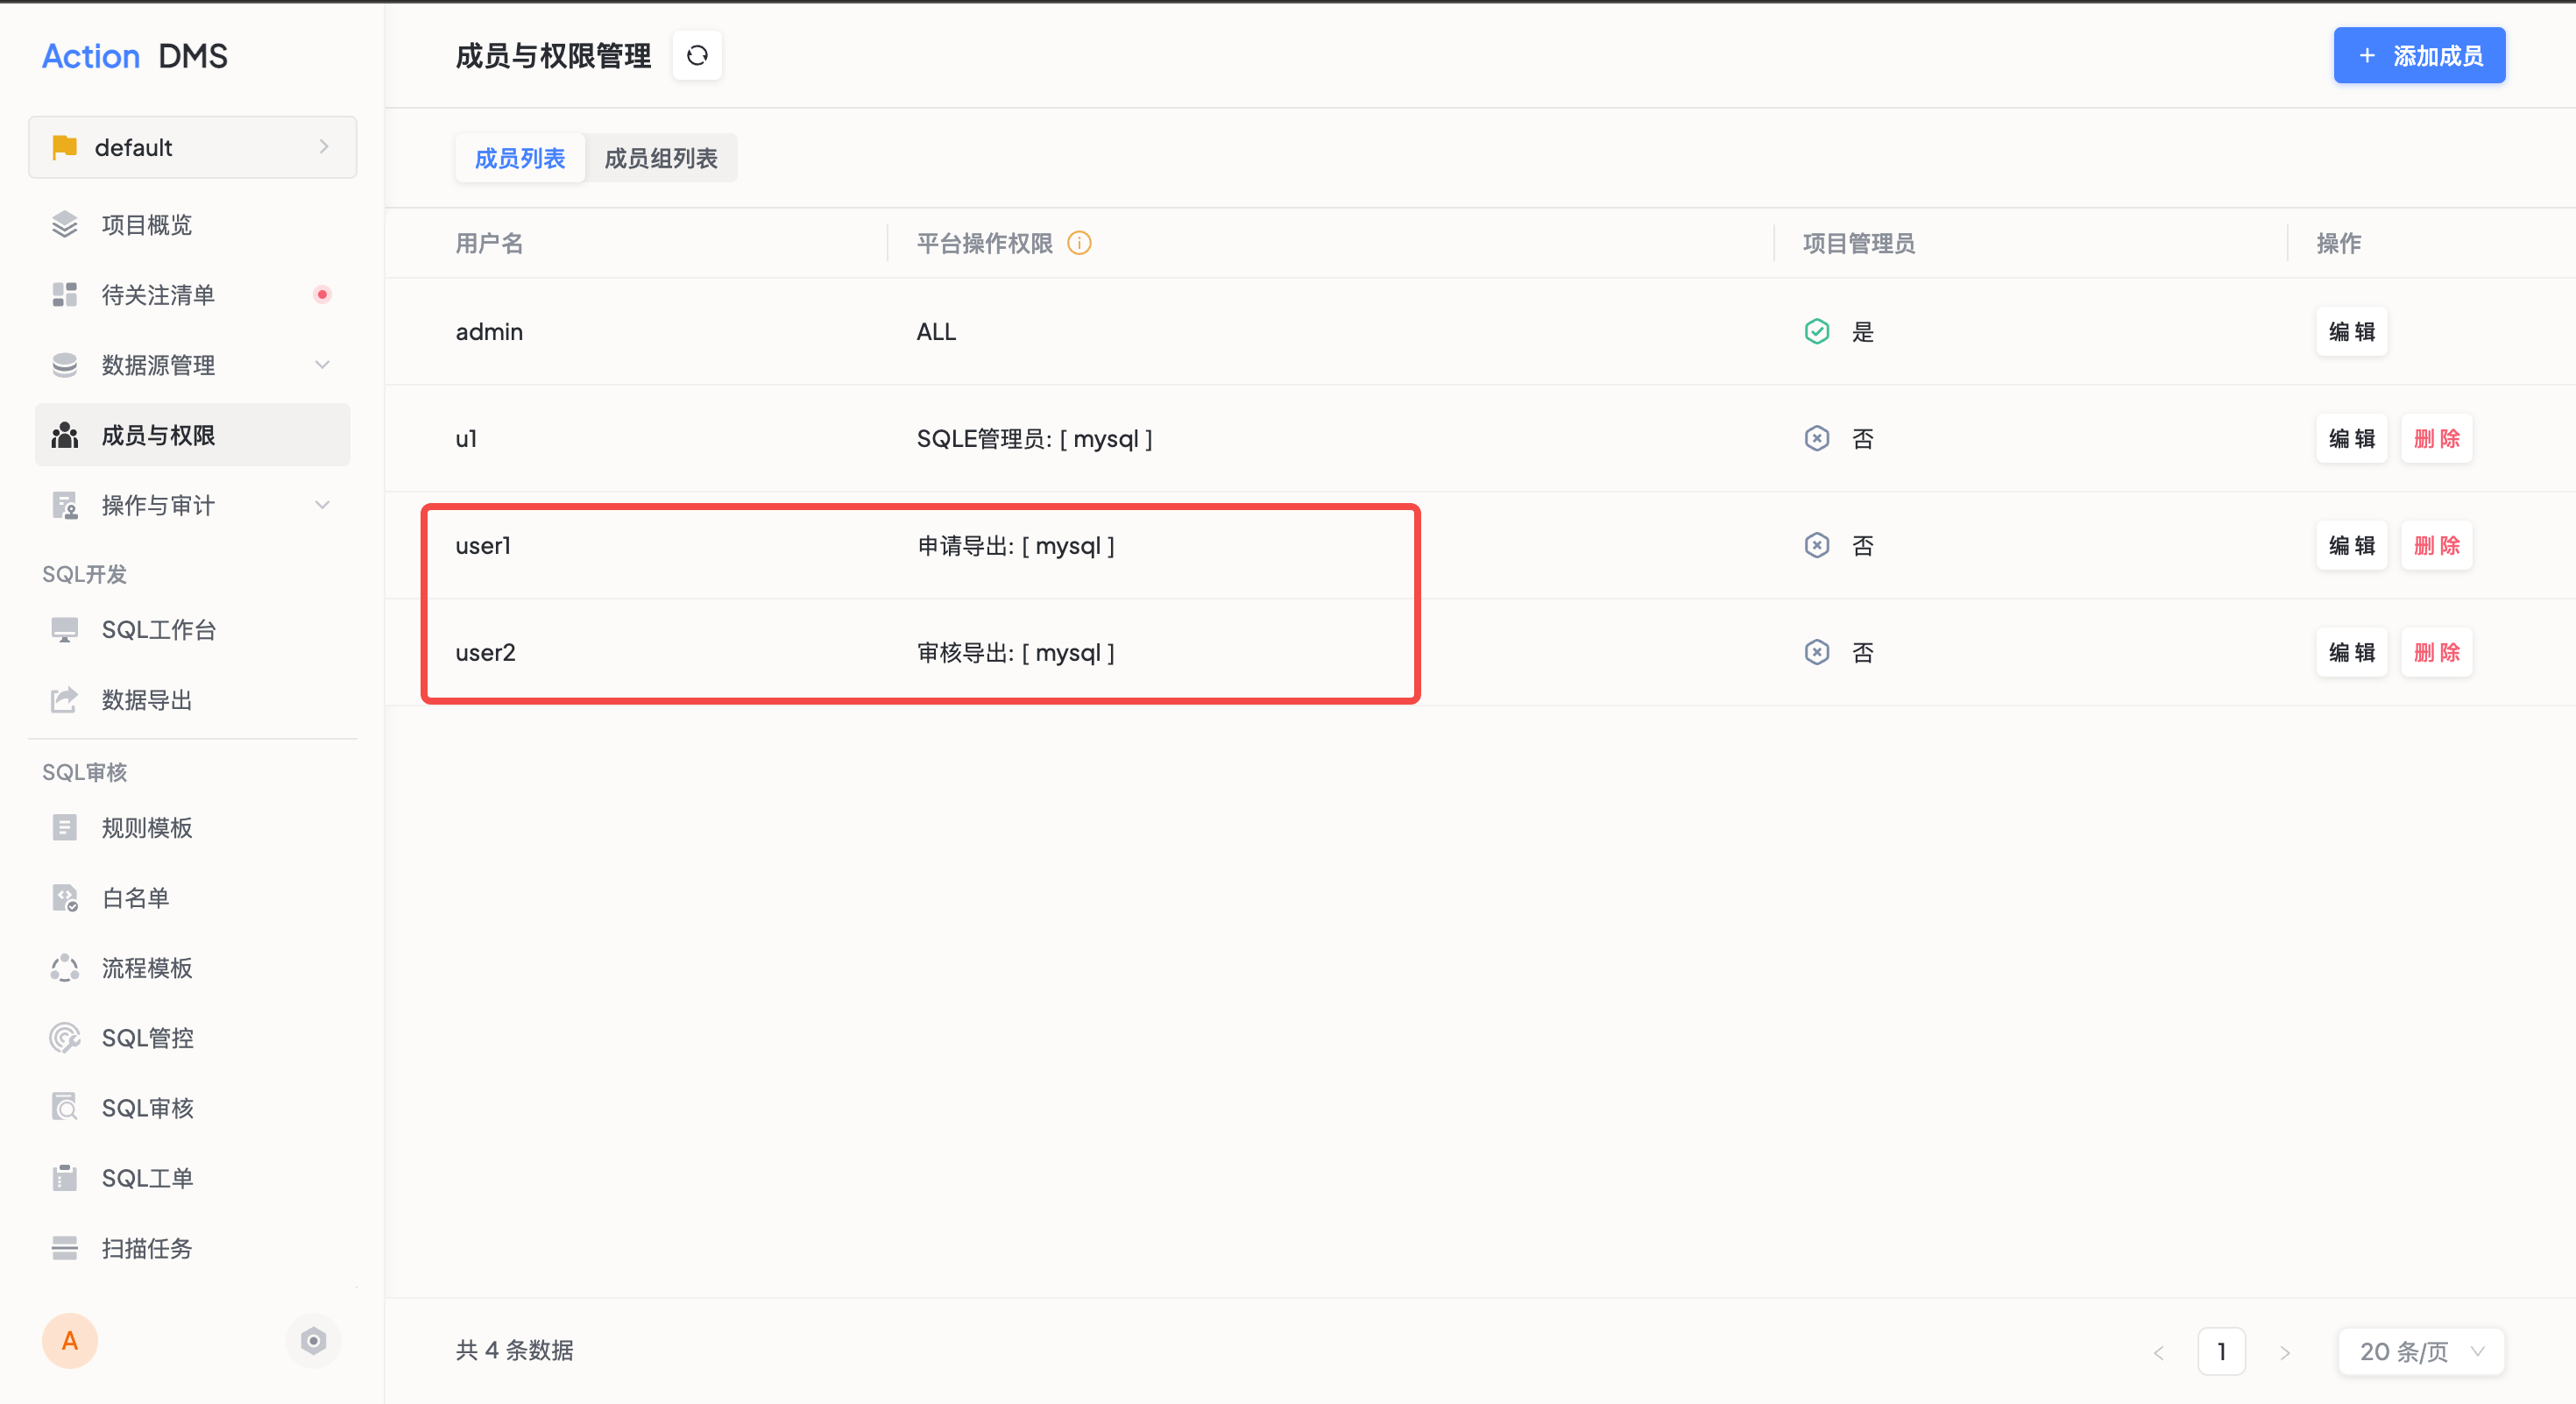 Action DMS
default
项目概览
待关注清单
数据源管理
成员与权限
操作与审计
SQL开发
SQL工作台
数据导出
SQL审核
规则模板
白名单
流程模板
SQL管控
SQL审核
SQL工单
扫描任务
A
成员与权限管理
+ 添加成员
成员列表 成员组列表
用户名 平台操作权限 项目管理员 操作
admin ALL 是 编辑
u1 SQLE管理员: [ mysql ] 否 编辑 删除
user1 申请导出: [ mysql ] 否 编辑 删除
user2 审核导出: [ mysql ] 否 编辑 删除
共 4 条数据 < 1 > 20 条/页